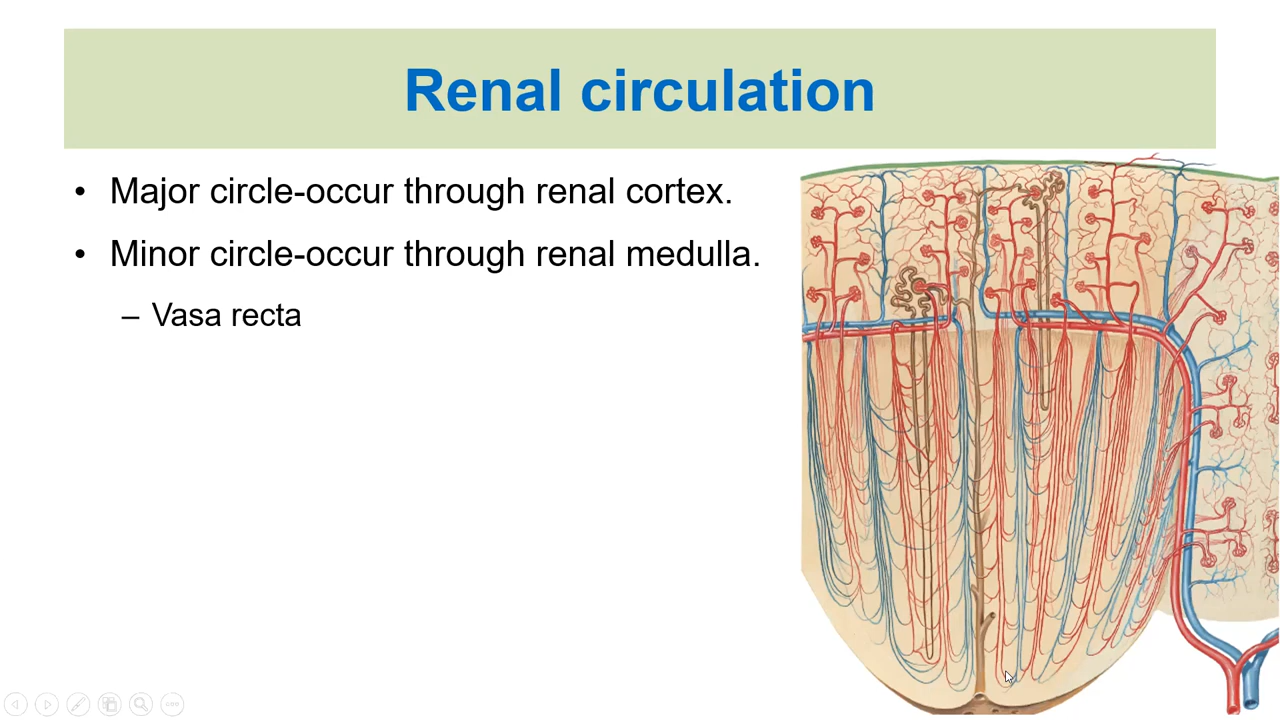 Renal circulation
• Major circle-occur through renal cortex.
• Minor circle-occur through renal medulla.
– Vasa recta